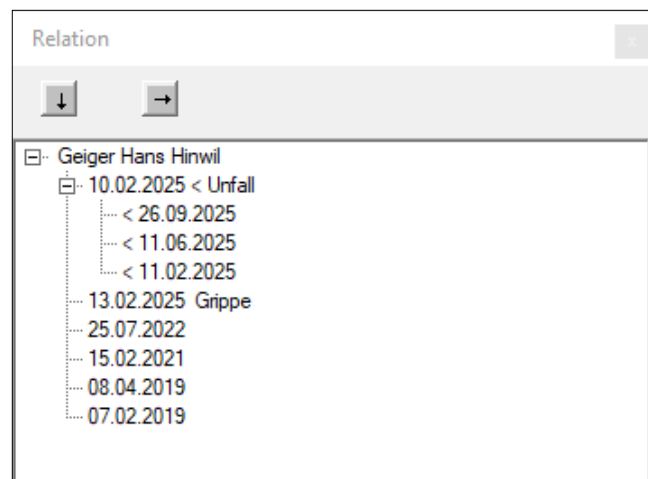 Relation
Geiger Hans Hinwil
10.02.2025 < Unfall
< 26.09.2025
< 11.06.2025
< 11.02.2025
13.02.2025 Grippe
25.07.2022
15.02.2021
08.04.2019
07.02.2019